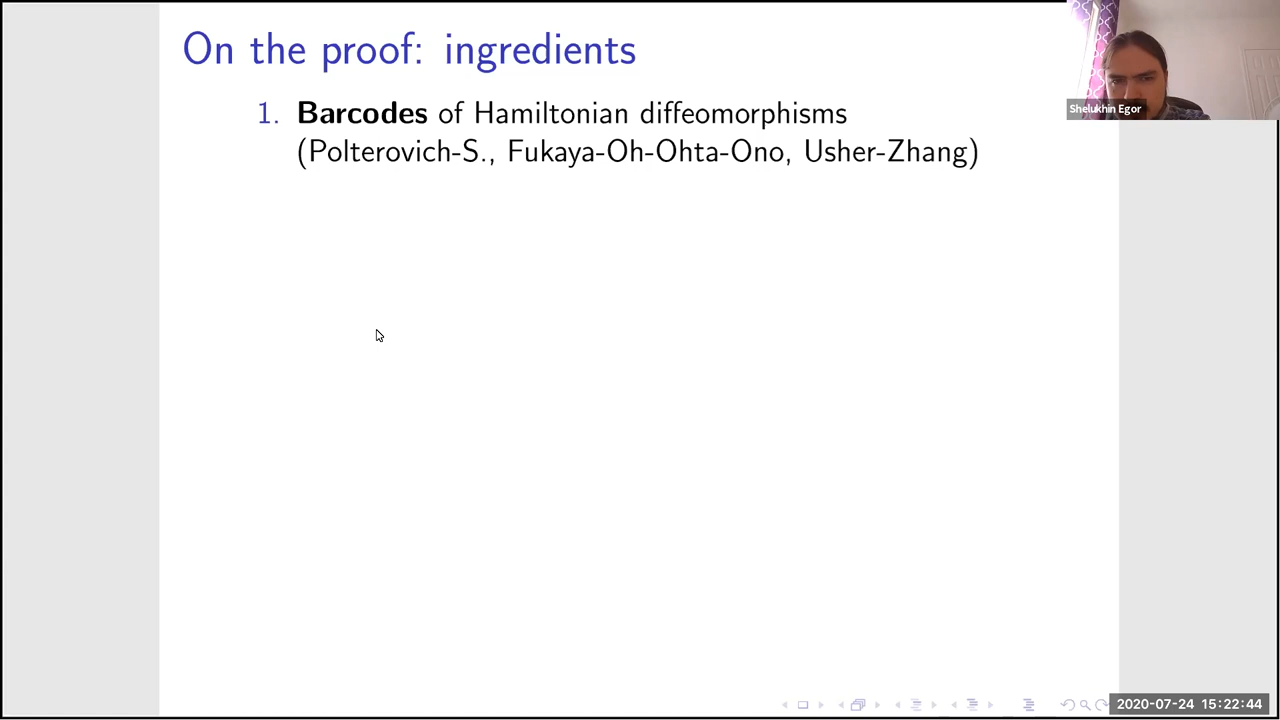 On the proof: ingredients
1. Barcodes of Hamiltonian diffeomorphisms
(Polterovich-S., Fukaya-Oh-Ohta-Ono, Usher-Zhang)
Shelukhin Egor
2020-07-24 15:22:44